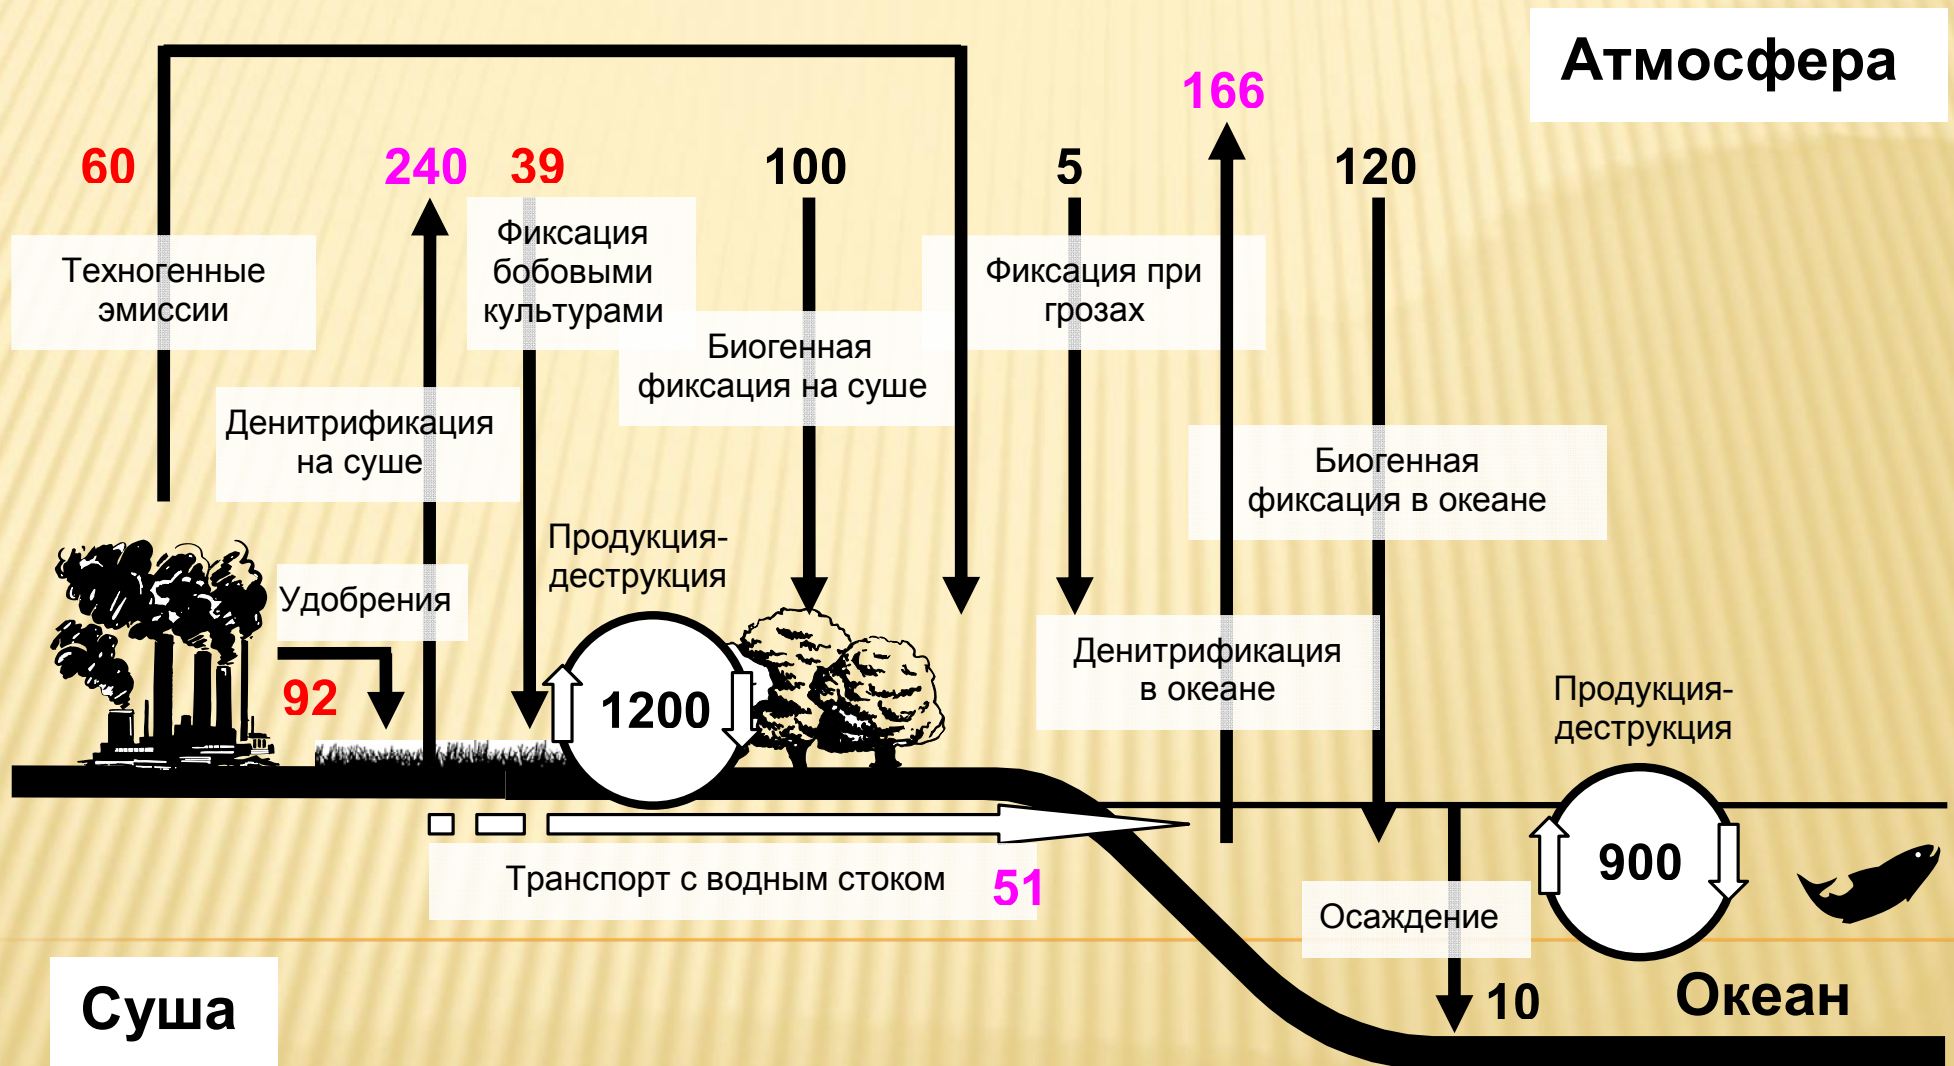 Атмосфера
166
60
240
39
100
5
120
Техногенные
эмиссии
Фиксация
бобовыми
культурами
Фиксация при
грозах
Биогенная
фиксация на суше
Денитрификация
на суше
Биогенная
фиксация в океане
Продукция-
деструкция
Удобрения
92
1200
Денитрификация
в океане
Продукция-
деструкция
900
Транспорт с водным стоком
51
Осаждение
10
Суша
Океан